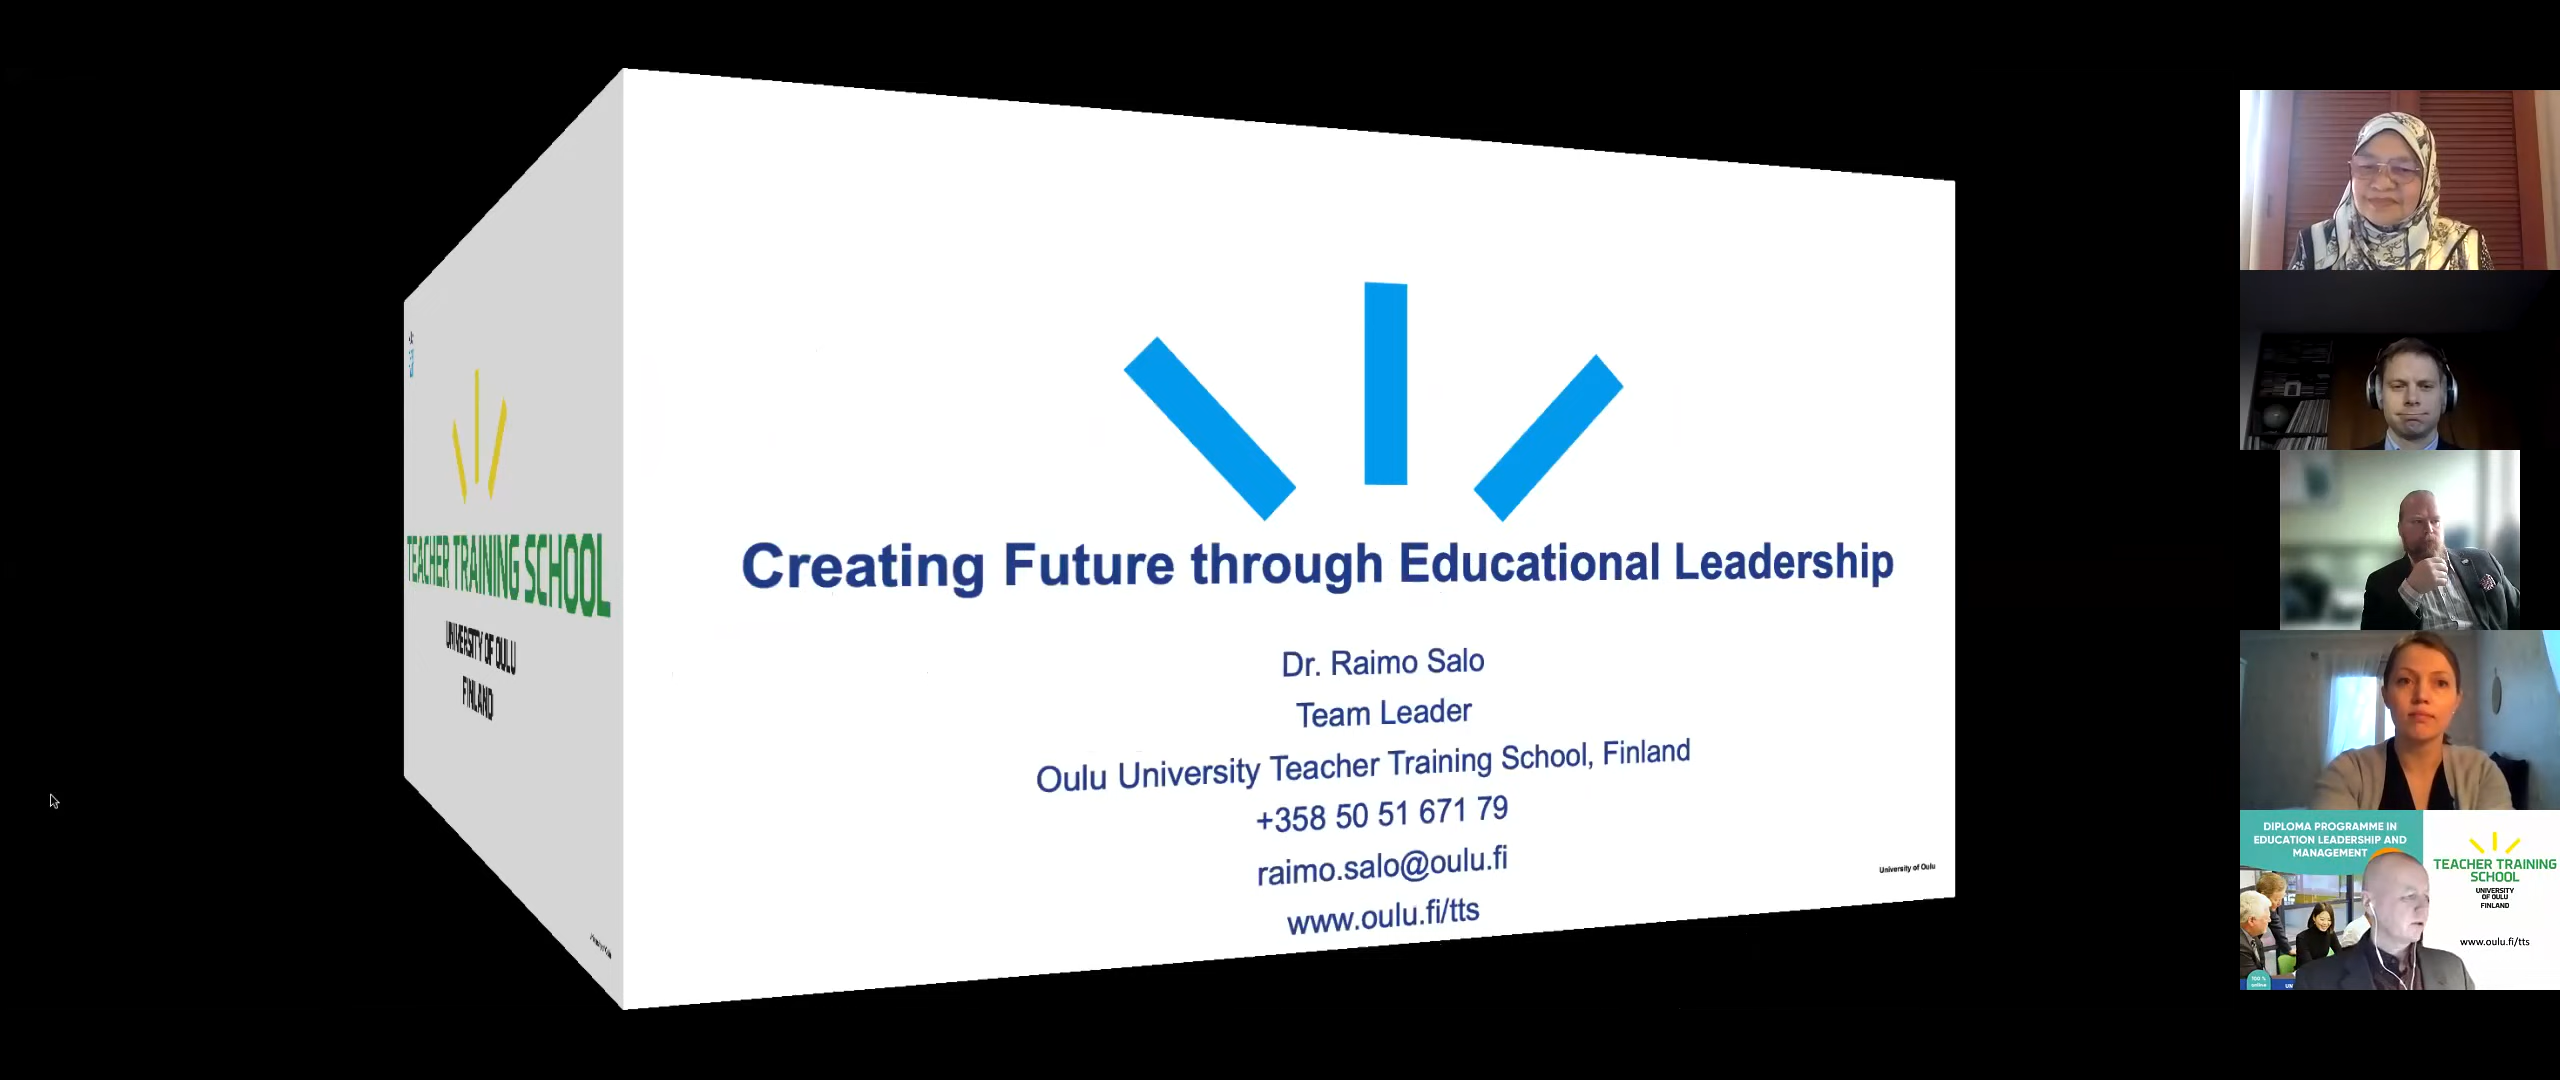 TEACHER TRAINING SCHOOL
UNIVERSITY OF OULU
FINLAND
Creating Future through Educational Leadership
Dr. Raimo Salo
Team Leader
Oulu University Teacher Training School, Finland
+358 50 51 671 79
raimo.salo@oulu.fi
www.oulu.fi/tts
University of Oulu
DIPLOMA PROGRAMME IN
EDUCATION LEADERSHIP AND
MANAGEMENT
TEACHER TRAINING
SCHOOL
UNIVERSITY
OF OULU
FINLAND
www.oulu.fi/tts
100 %
online